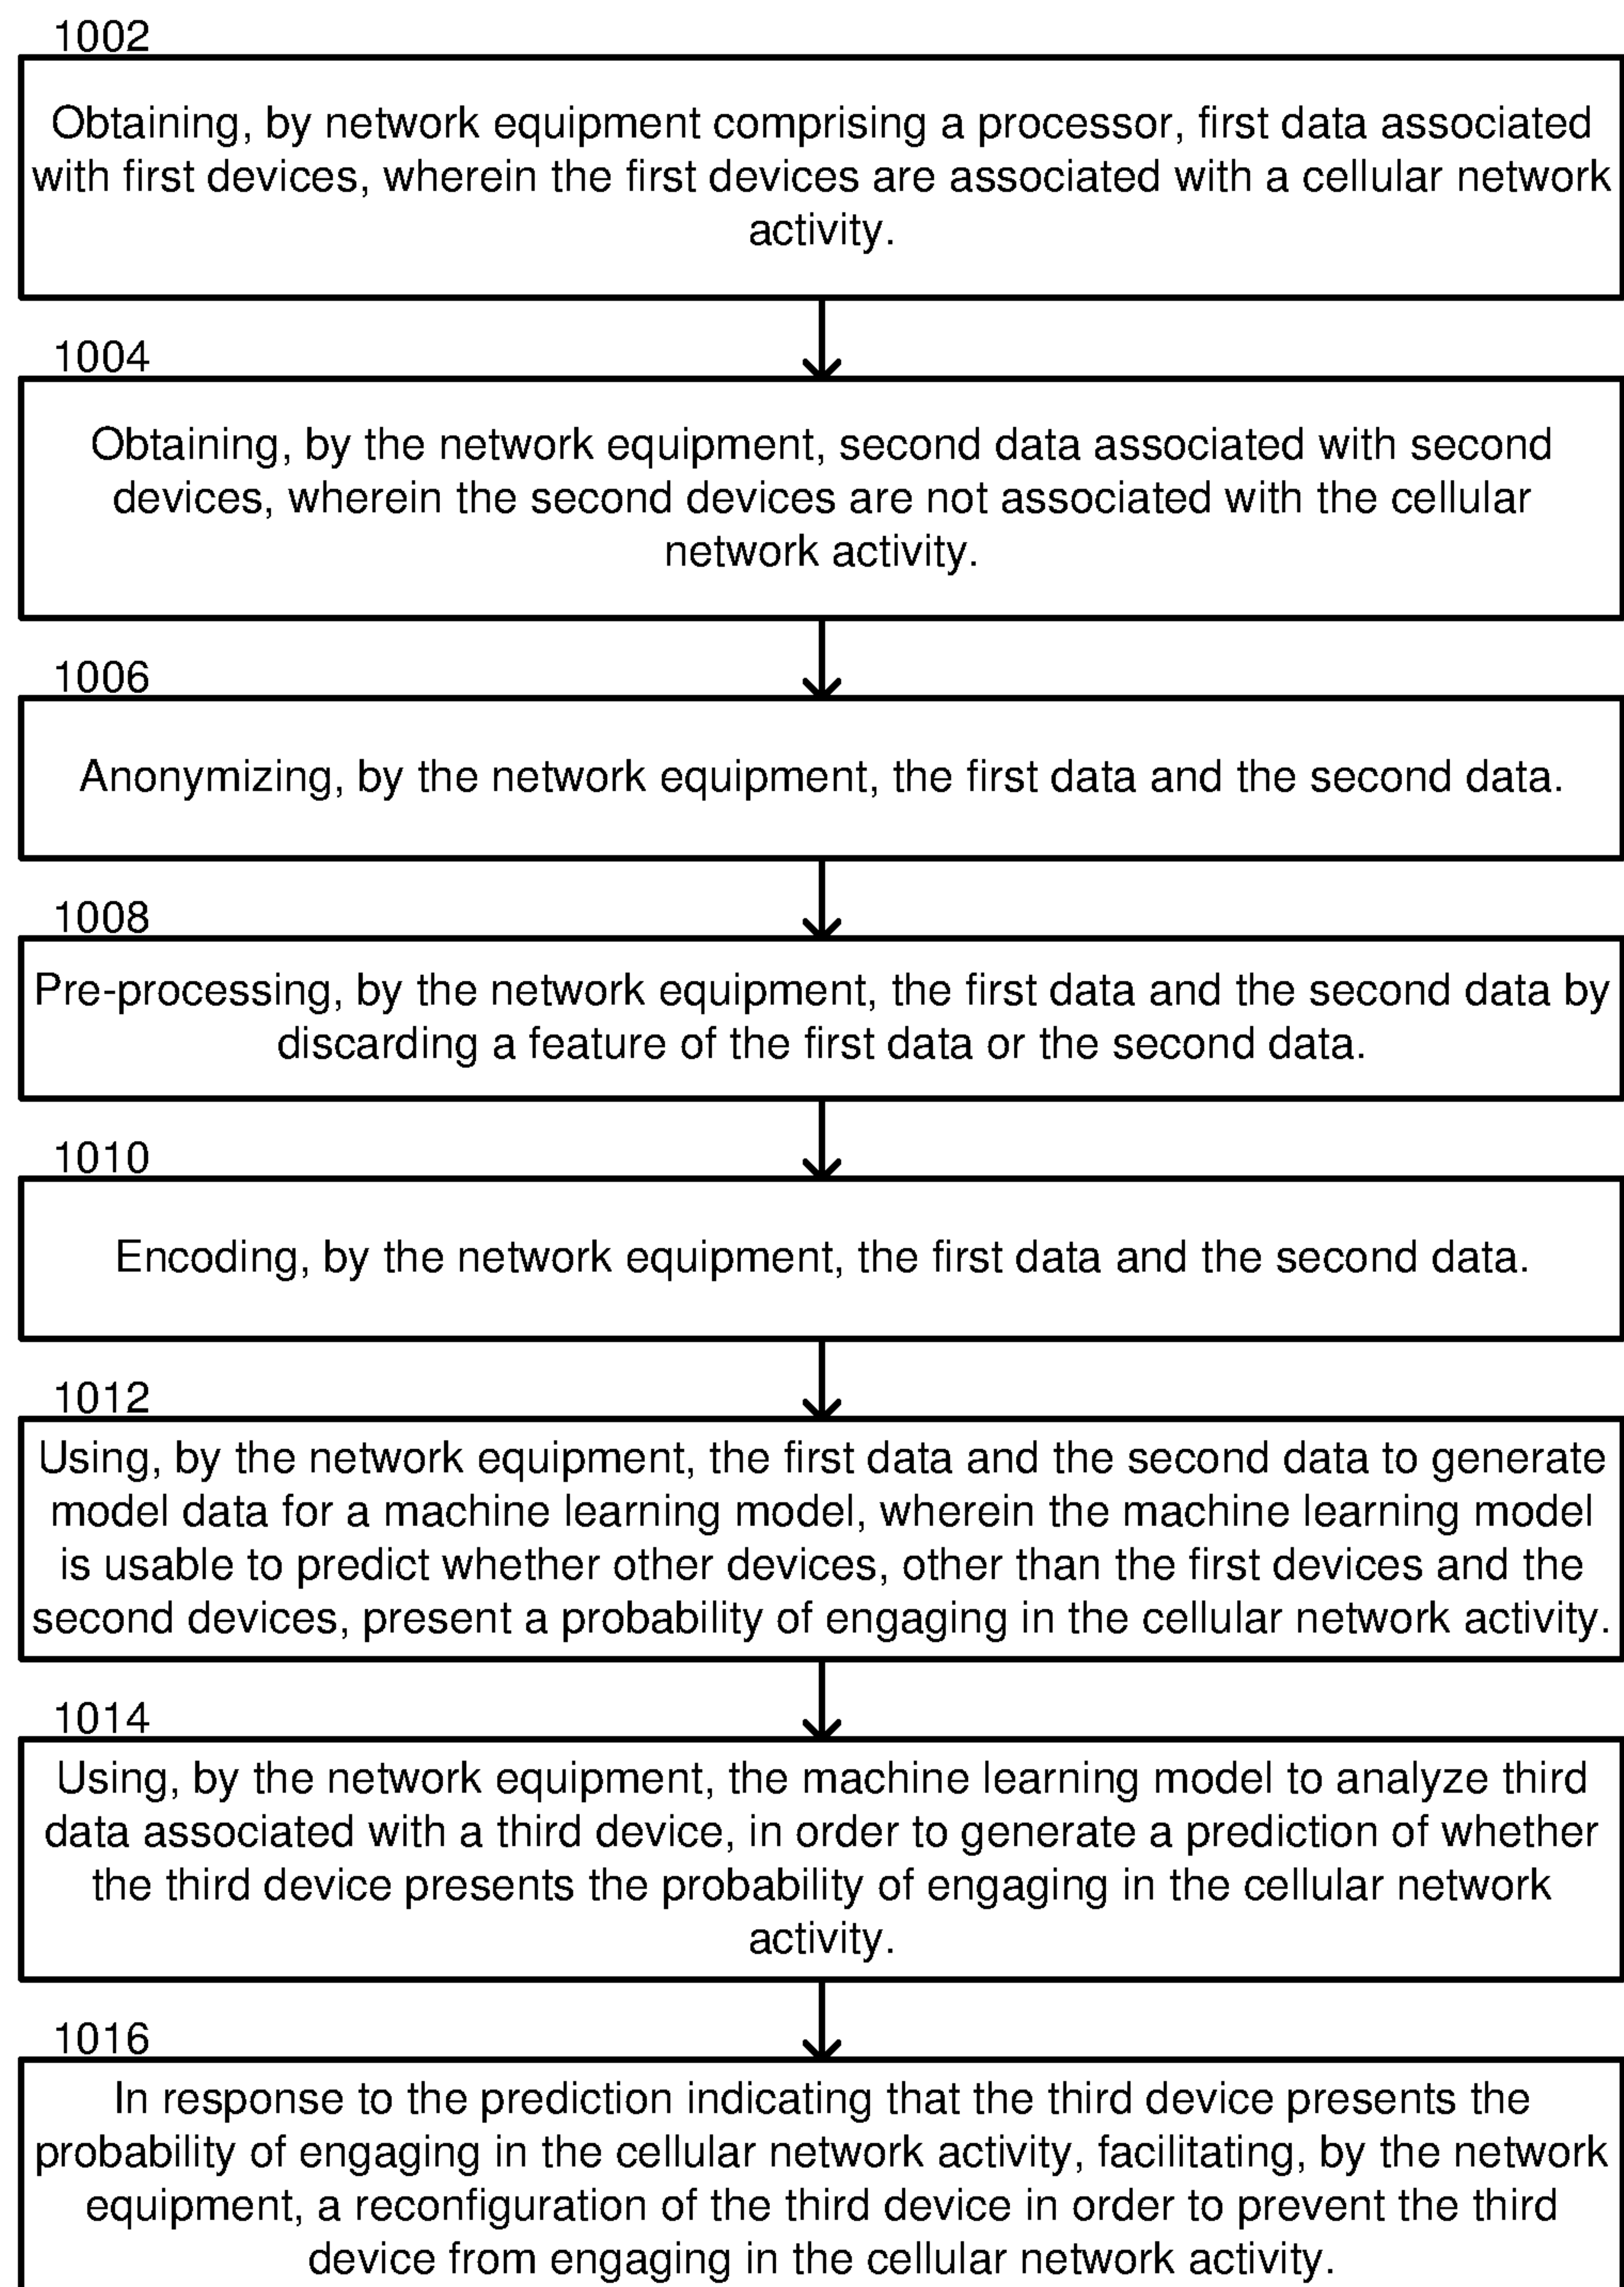 1002
Obtaining, by network equipment comprising a processor, first data associated
with first devices, wherein the first devices are associated with a cellular network
activity.
1004
Obtaining, by the network equipment, second data associated with second
devices, wherein the second devices are not associated with the cellular
network activity.
1006
Anonymizing, by the network equipment, the first data and the second data.
1008
Pre-processing, by the network equipment, the first data and the second data by
discarding a feature of the first data or the second data.
1010
Encoding, by the network equipment, the first data and the second data.
1012
Using, by the network equipment, the first data and the second data to generate
model data for a machine learning model, wherein the machine learning model
is usable to predict whether other devices, other than the first devices and the
second devices, present a probability of engaging in the cellular network activity.
1014
Using, by the network equipment, the machine learning model to analyze third
data associated with a third device, in order to generate a prediction of whether
the third device presents the probability of engaging in the cellular network
activity.
1016
In response to the prediction indicating that the third device presents the
probability of engaging in the cellular network activity, facilitating, by the network
equipment, a reconfiguration of the third device in order to prevent the third
device from engaging in the cellular network activity.